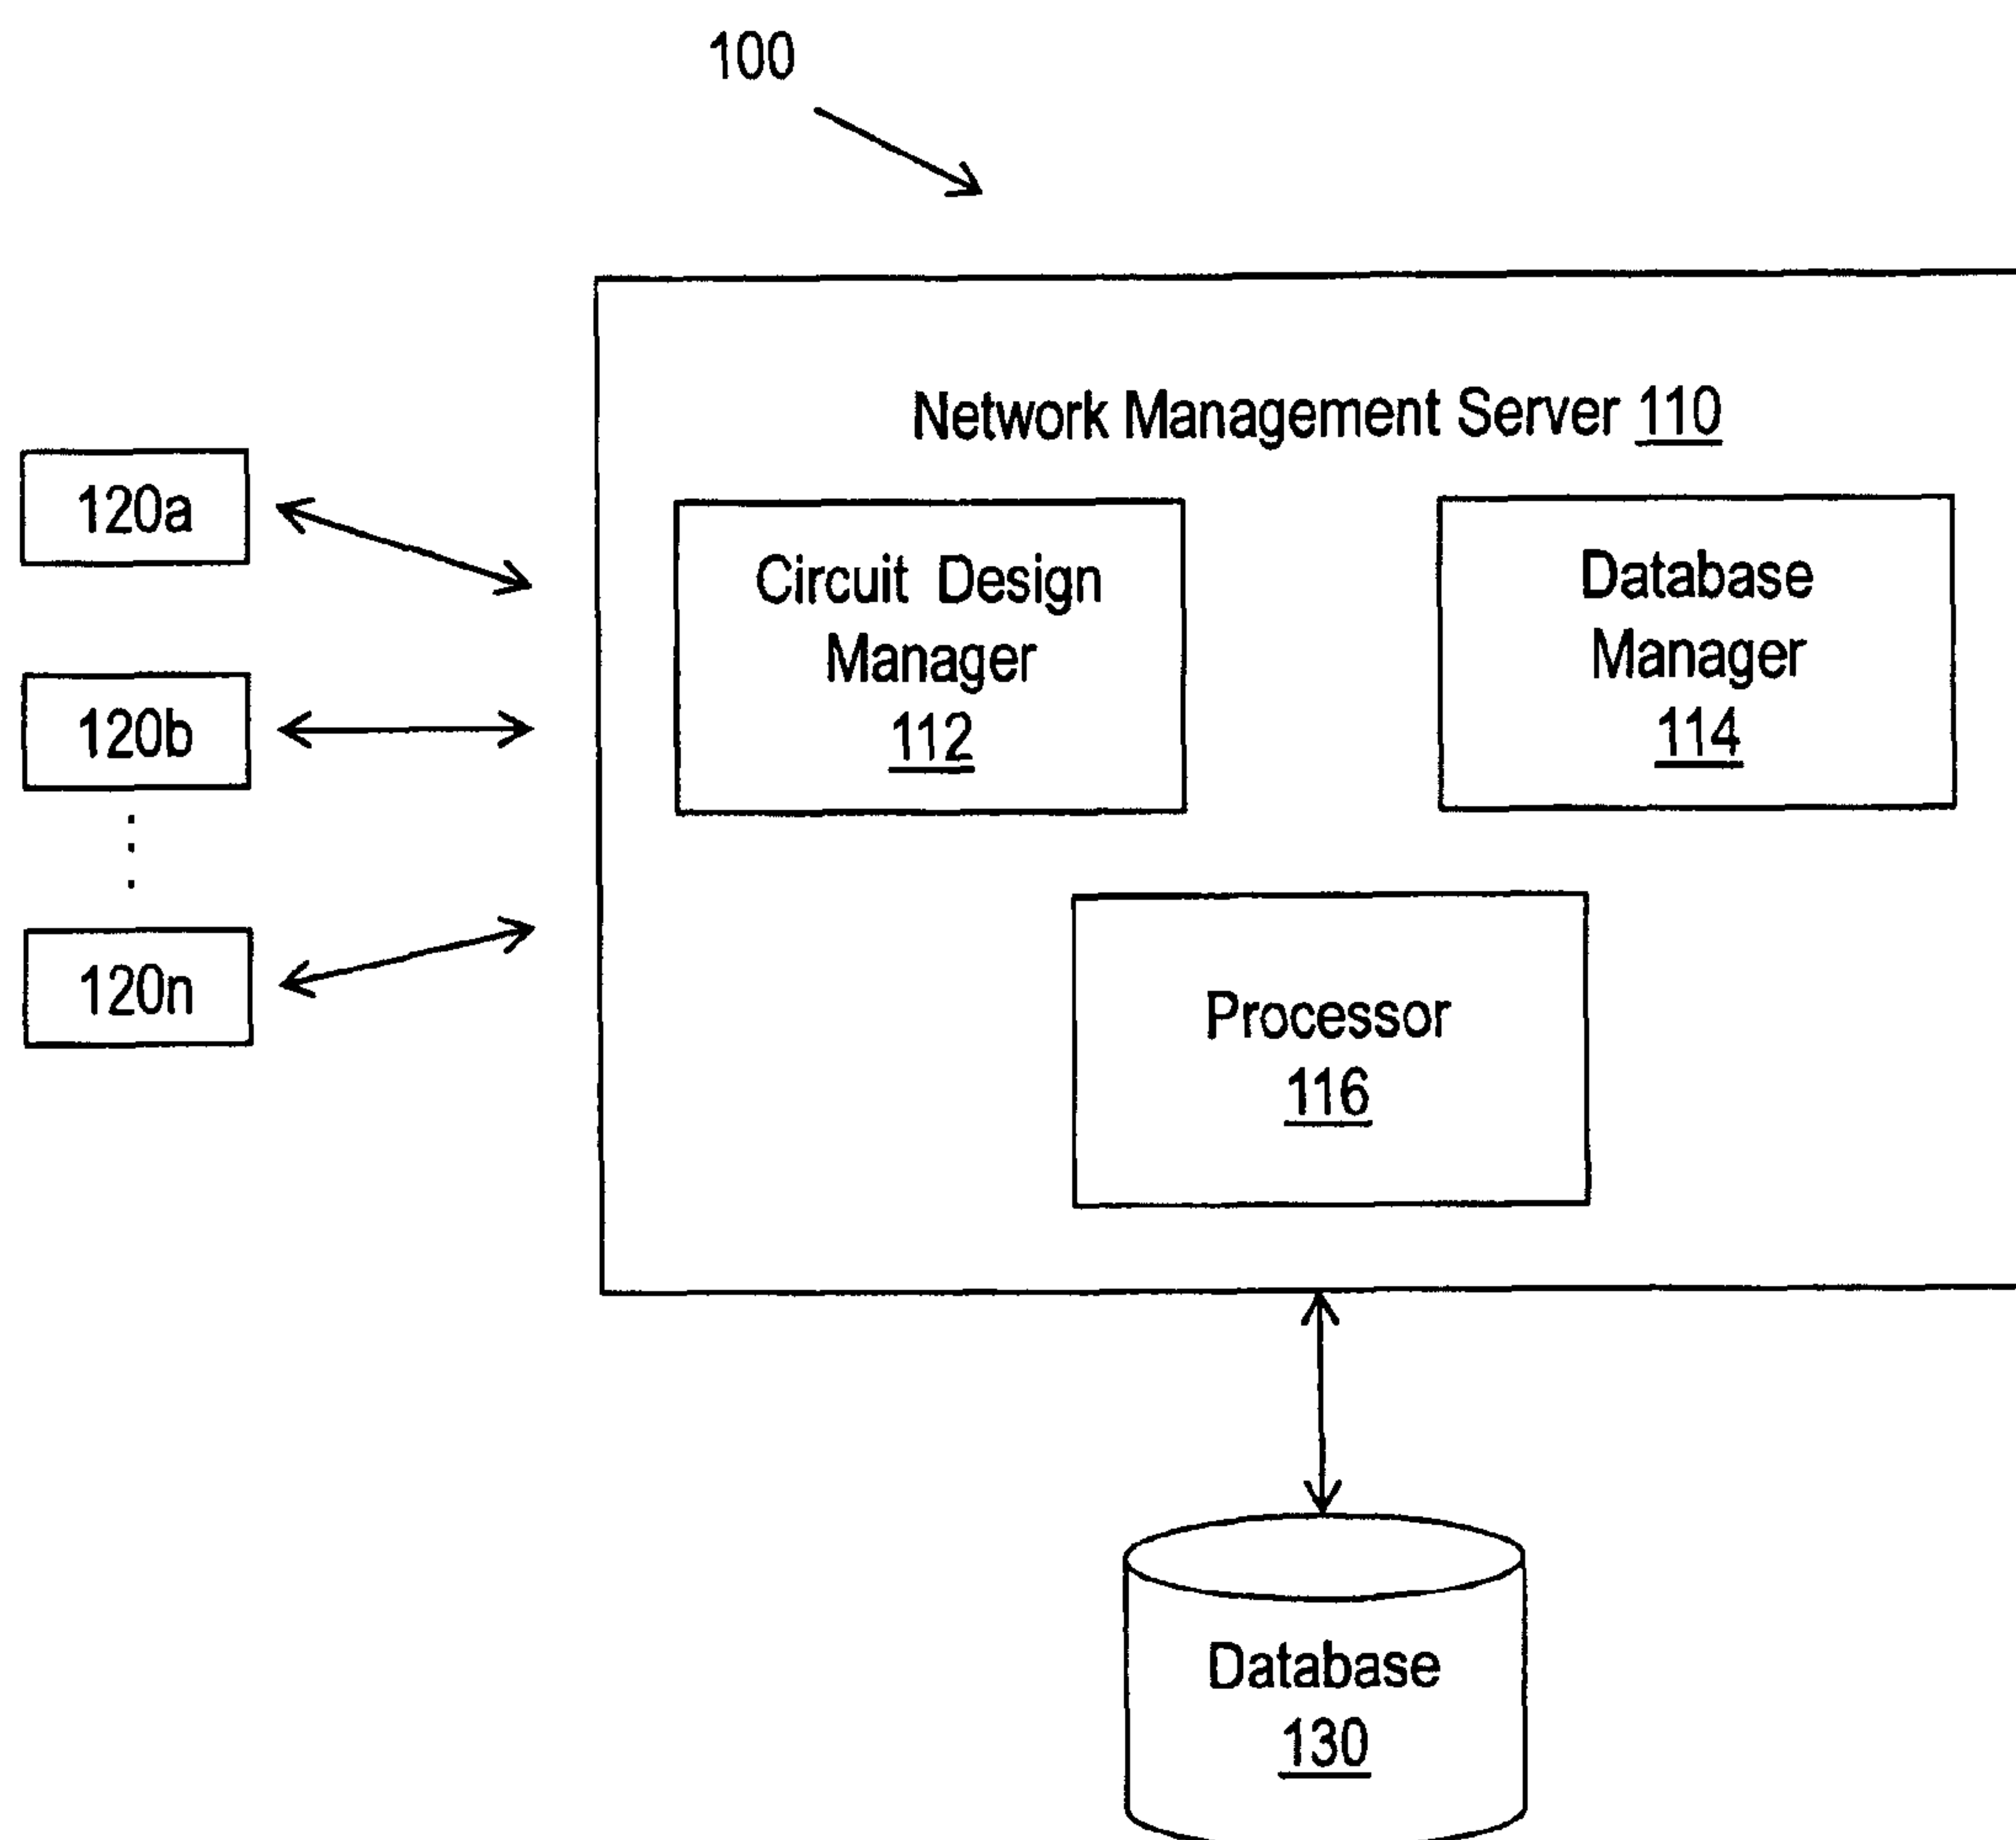 100
Network Management Server 110
120a
Circuit Design
Manager
112
Database
Manager
114
120b
120n
Processor
116
Database
130